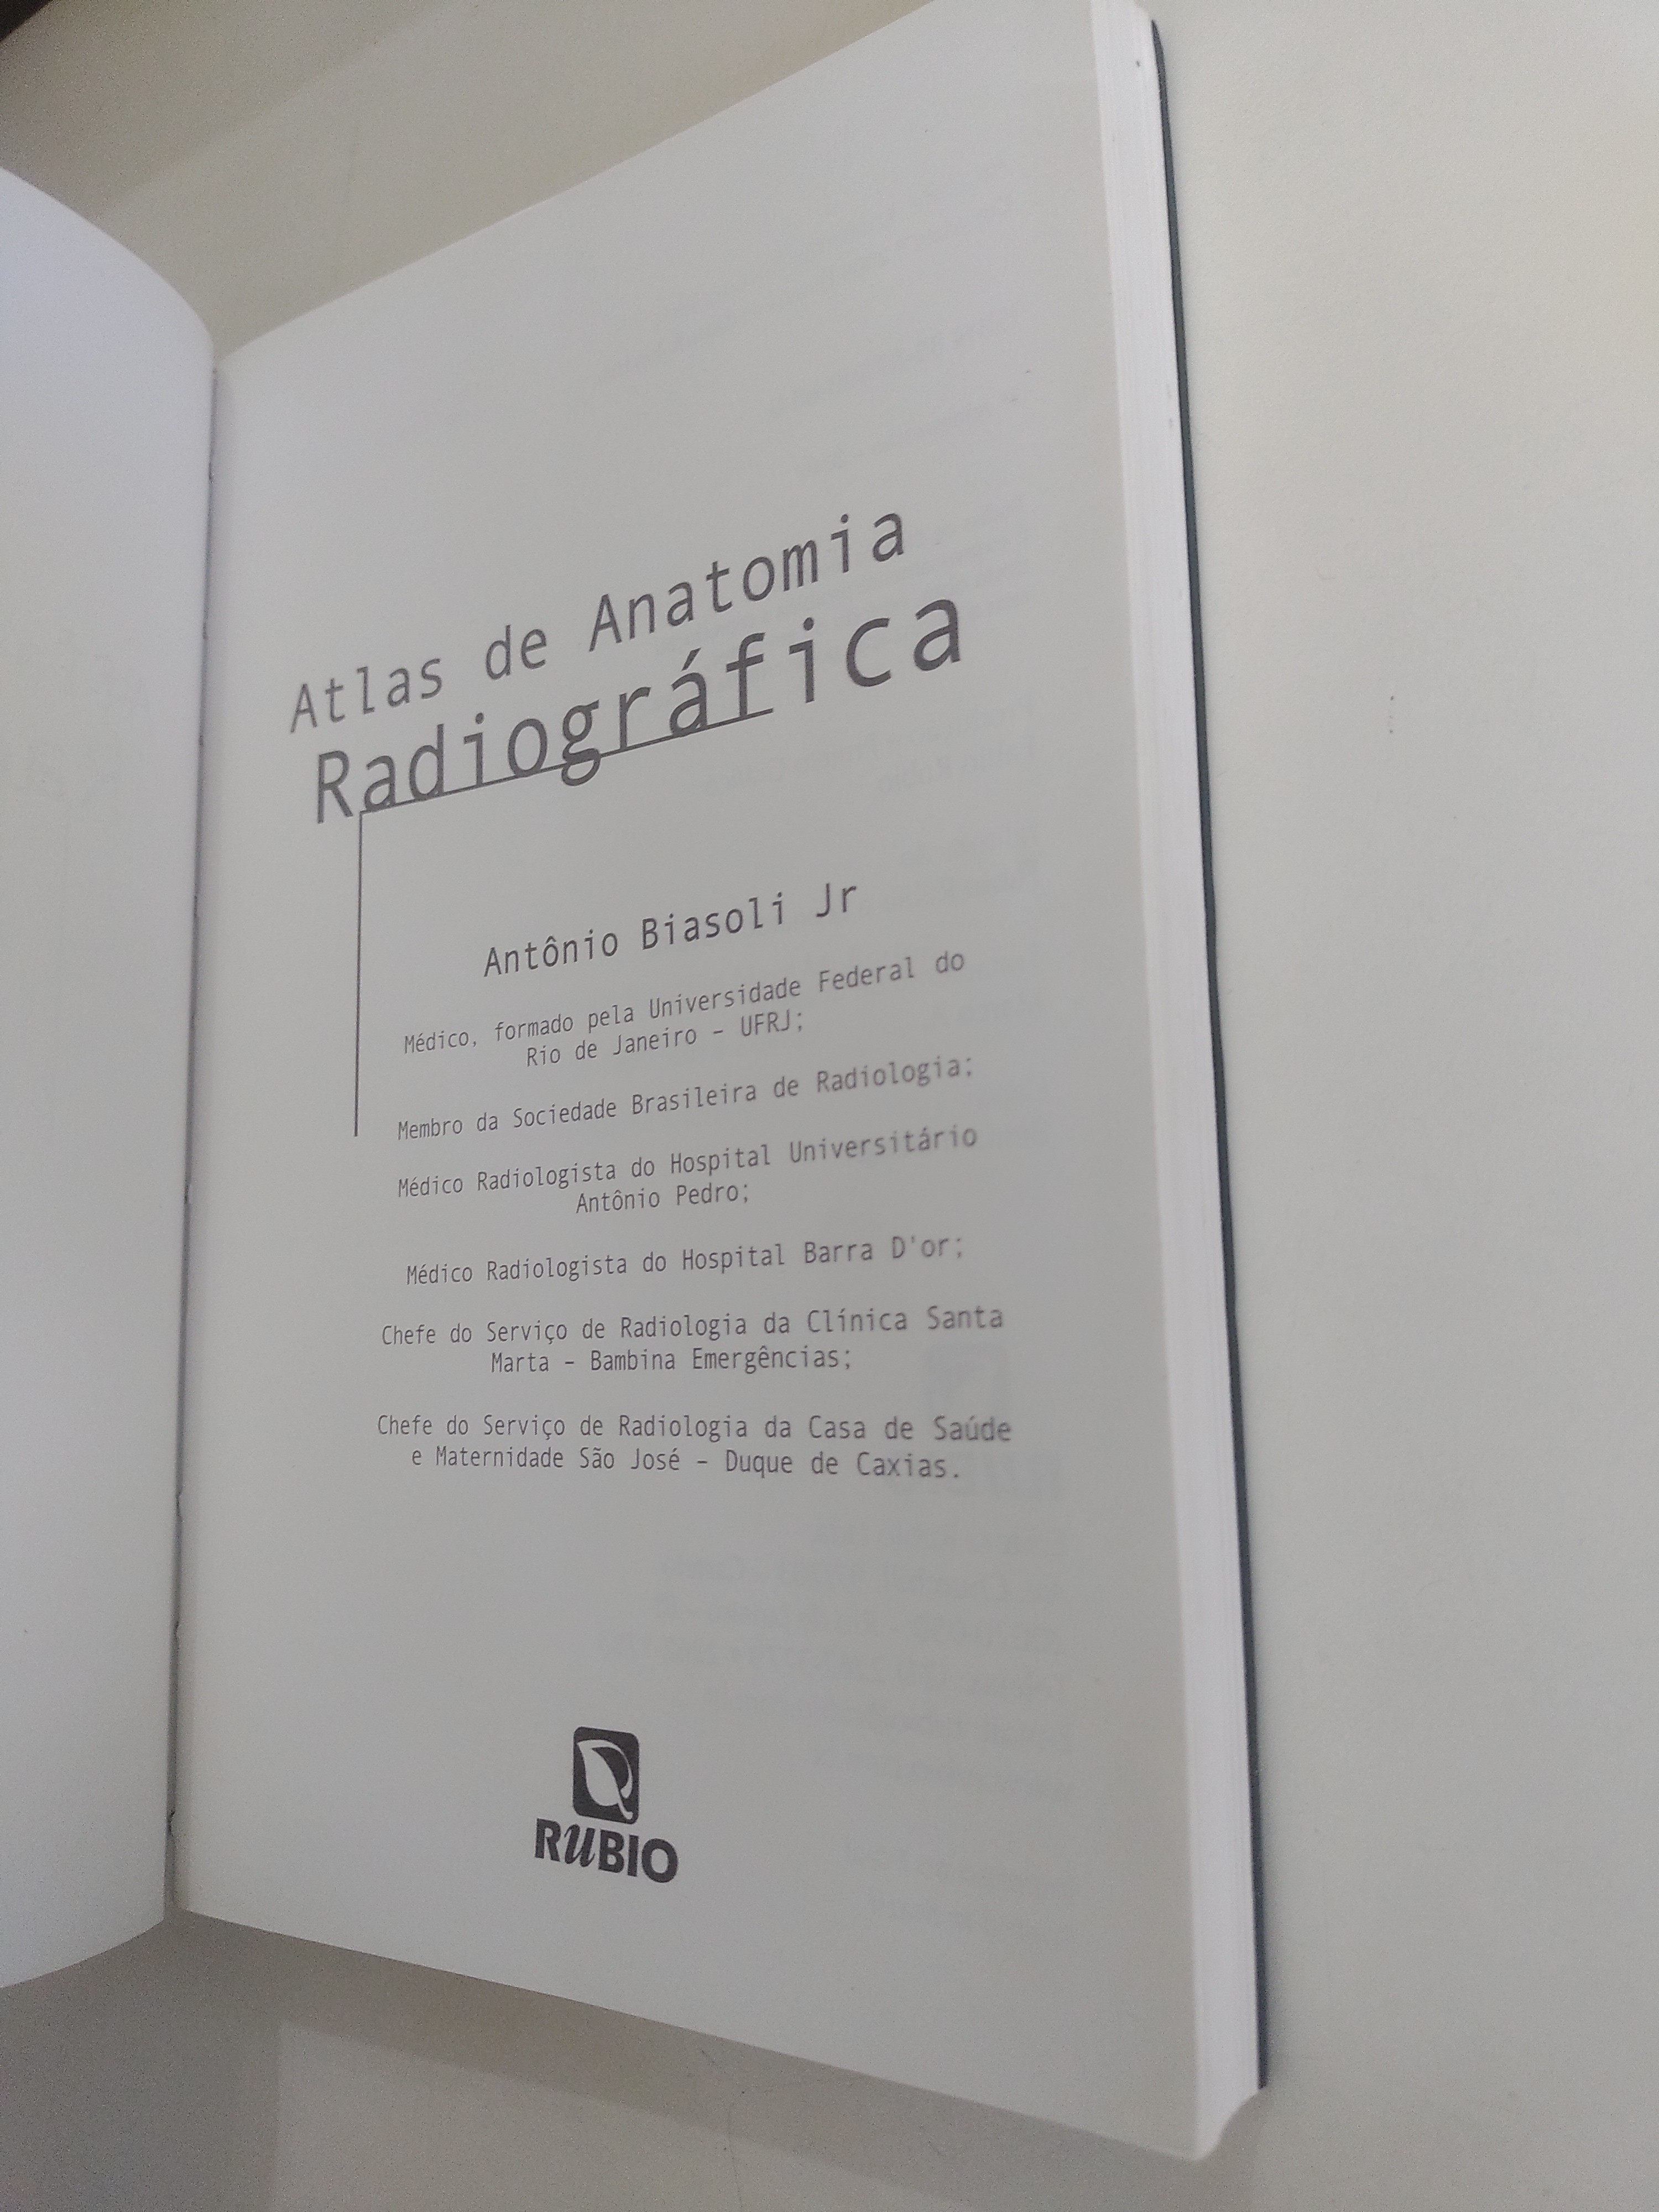 Atlas de Anatomia
Radiográfica
Antônio Biasoli Jr
Médico, formado pela Universidade Federal do
Rio de Janeiro – UFRJ;
Membro da Sociedade Brasileira de Radiologia;
Médico Radiologista do Hospital Universitário
Antônio Pedro;
Médico Radiologista do Hospital Barra D'or;
Chefe do Serviço de Radiologia da Clínica Santa
Marta – Bambina Emergências;
Chefe do Serviço de Radiologia da Casa de Saúde
e Maternidade São José – Duque de Caxias.
RUBIO